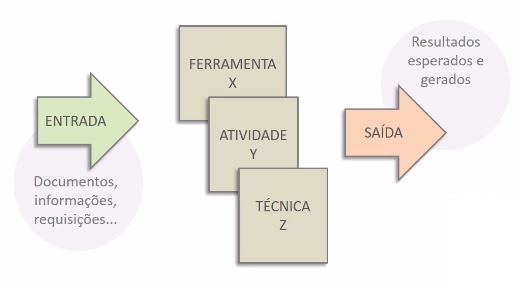 ENTRADA
Documentos,
informações,
requisições...
FERRAMENTA
X
ATIVIDADE
Y
TÉCNICA
Z
SAÍDA
Resultados
esperados e
gerados